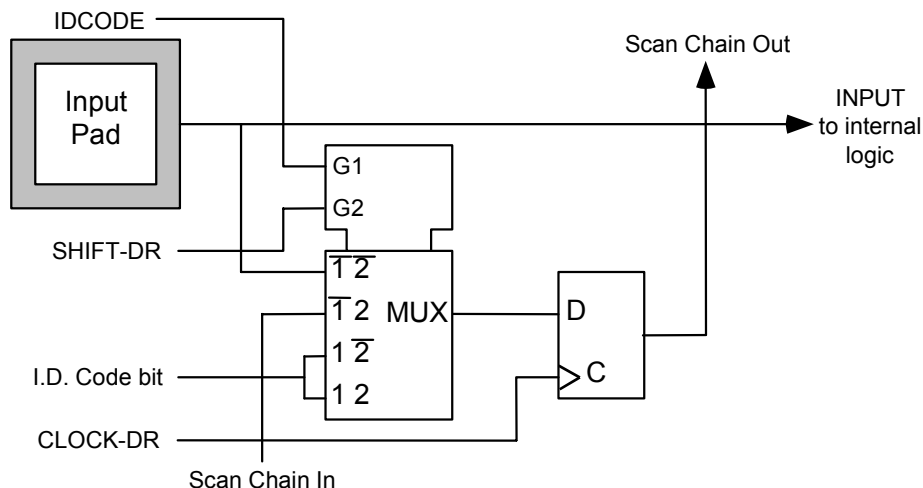 IDCODE
Input
Pad
Scan Chain Out
INPUT
to internal
logic
G1
G2
SHIFT-DR
1̅ 2̅
1̅ 2
MUX
1 2̅
1 2
D
C
I.D. Code bit
CLOCK-DR
Scan Chain In